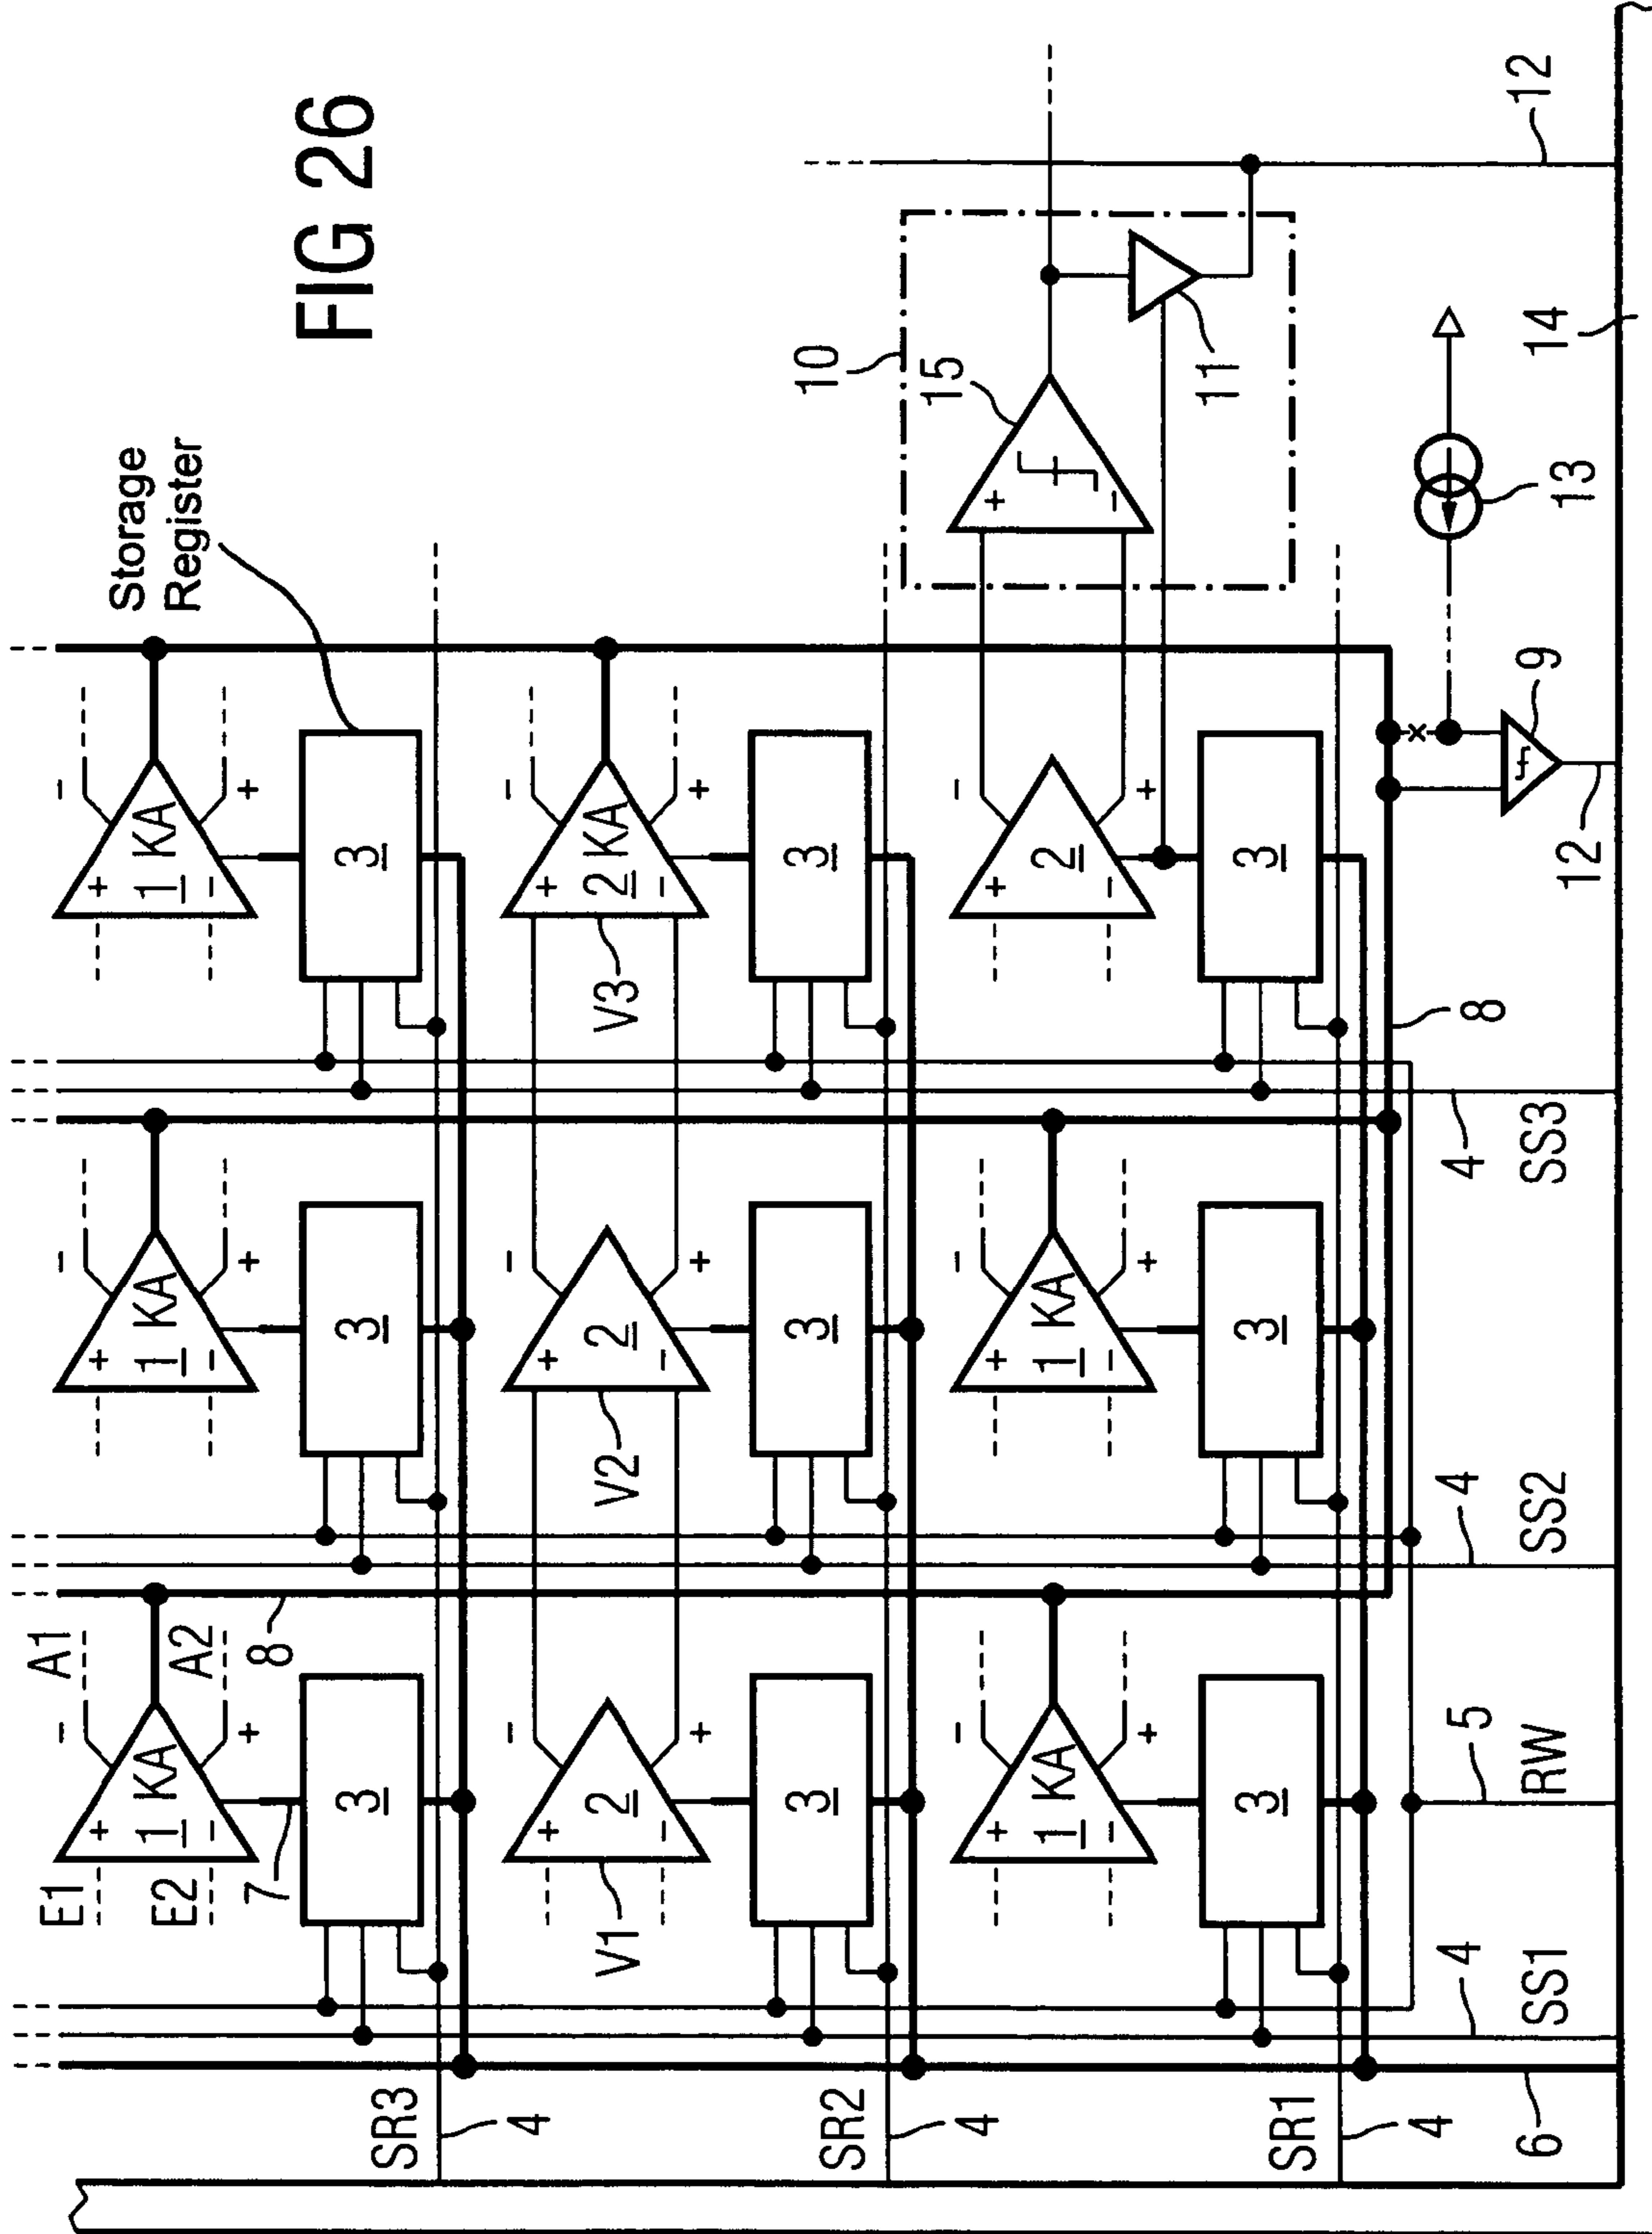 FIG 26
Storage
Register
A1
A2
E1
E2
8
7
- -
- -
- -
+ 1 KA
+ 1 KA
+ 1 KA
+ + +
3
3
3
SR3
4
V1
V2
V3
+ 2
+ 2
+ 2 KA
- - -
+ + +
3
3
3
SR2
4
10
15
+
-
11
12
+ 1 KA
+ 1 KA
+ 2
- - -
+ + +
3
3
3
SR1
4
8
9
13
12
14
6
4
SS1
5
RW
4
SS2
4
SS3